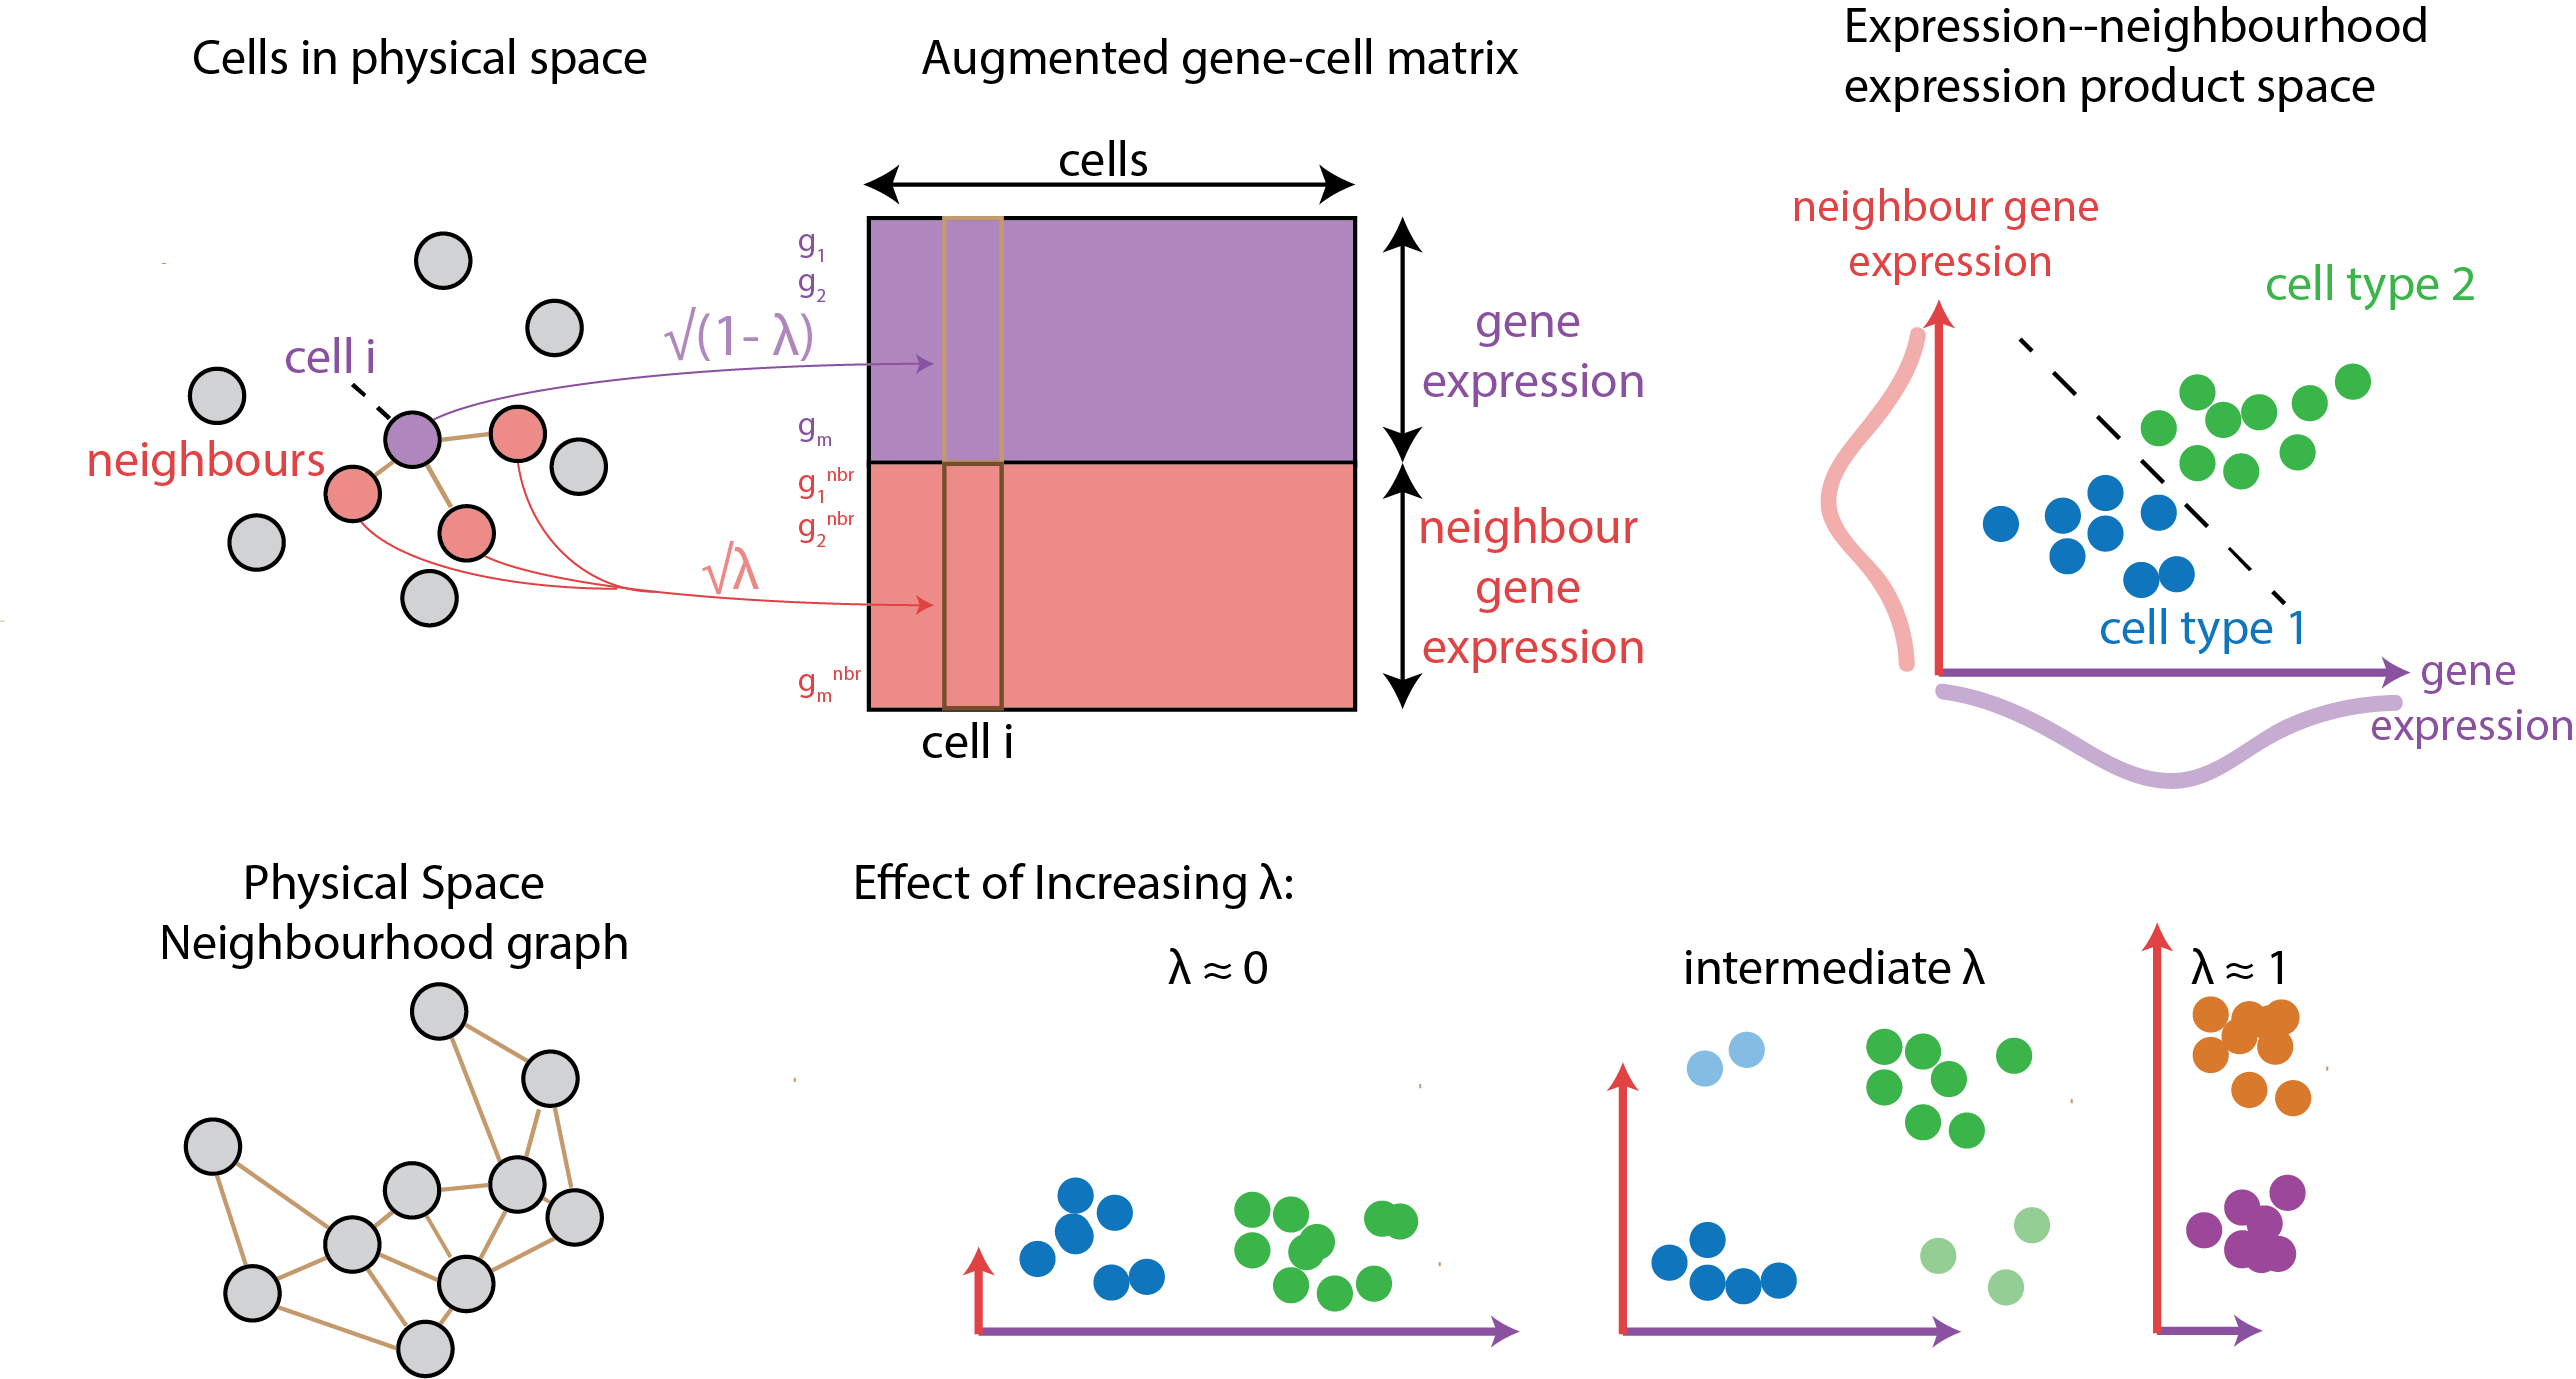 Cells in physical space
Augmented gene-cell matrix
Expression--neighbourhood
expression product space
cell i
neighbours
√(1- λ)
√λ
cells
g1
g2
gm
g1nbr
g2nbr
gmnbr
cell i
gene
expression
neighbour
gene
expression
neighbour gene
expression
cell type 2
cell type 1
gene
expression
Physical Space
Neighbourhood graph
Effect of Increasing λ:
λ ≈ 0
intermediate λ
λ ≈ 1